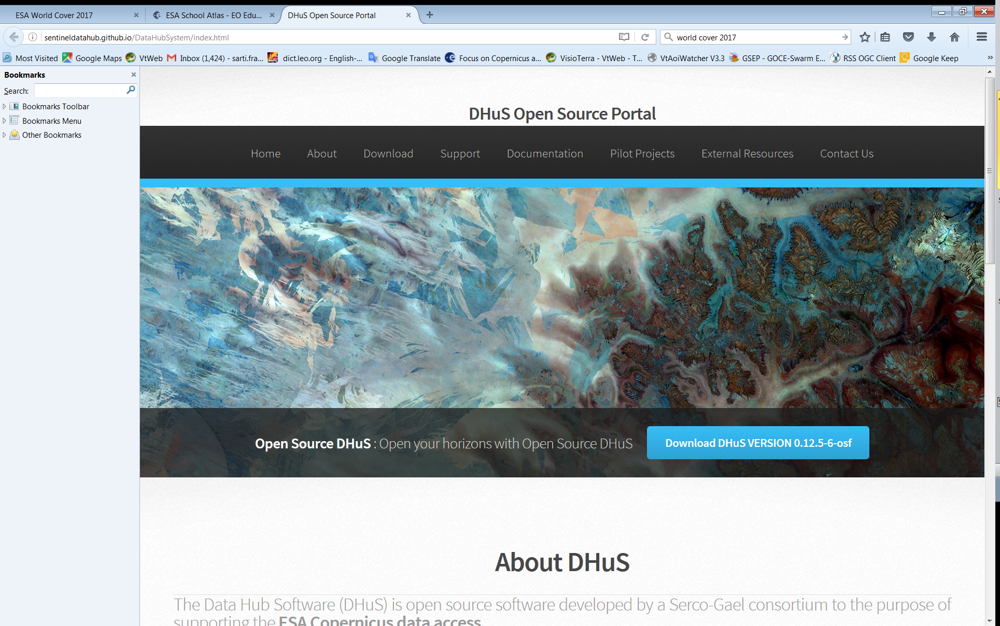 ESA World Cover 2017
ESA School Atlas - EO Edu...
DHuS Open Source Portal
sentineldatahub.github.io/DataHubSystem/index.html
world cover 2017
Most Visited
Google Maps
VtWeb
Inbox (1,424) - sarti.fra...
dict.leo.org - English-...
Google Translate
Focus on Copernicus a...
VisioTerra - VtWeb - T...
VtAoiWatcher V3.3
GSEP - GOCE-Swarm E...
RSS OGC Client
Google Keep
Bookmarks
Search:
Bookmarks Toolbar
Bookmarks Menu
Other Bookmarks
DHuS Open Source Portal
Home
About
Download
Support
Documentation
Pilot Projects
External Resources
Contact Us
Open Source DHuS : Open your horizons with Open Source DHuS
Download DHuS VERSION 0.12.5-6-osf
About DHuS
The Data Hub Software (DHuS) is open source software developed by a Serco-Gael consortium to the purpose of
supporting the ESA Copernicus data access